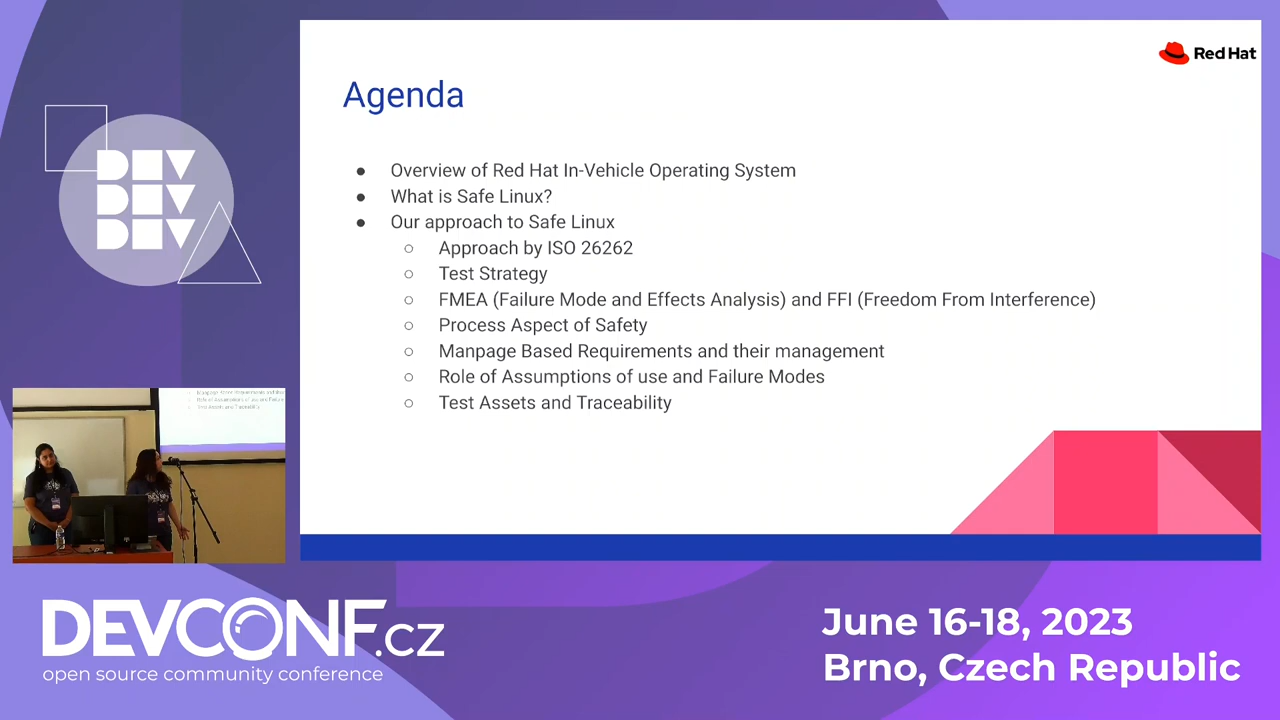 Red Hat
Agenda
● Overview of Red Hat In-Vehicle Operating System
● What is Safe Linux?
● Our approach to Safe Linux
○ Approach by ISO 26262
○ Test Strategy
○ FMEA (Failure Mode and Effects Analysis) and FFI (Freedom From Interference)
○ Process Aspect of Safety
○ Manpage Based Requirements and their management
○ Role of Assumptions of use and Failure Modes
○ Test Assets and Traceability
DEV
DEV
DEV
DEVCONF.cz
open source community conference
June 16-18, 2023
Brno, Czech Republic